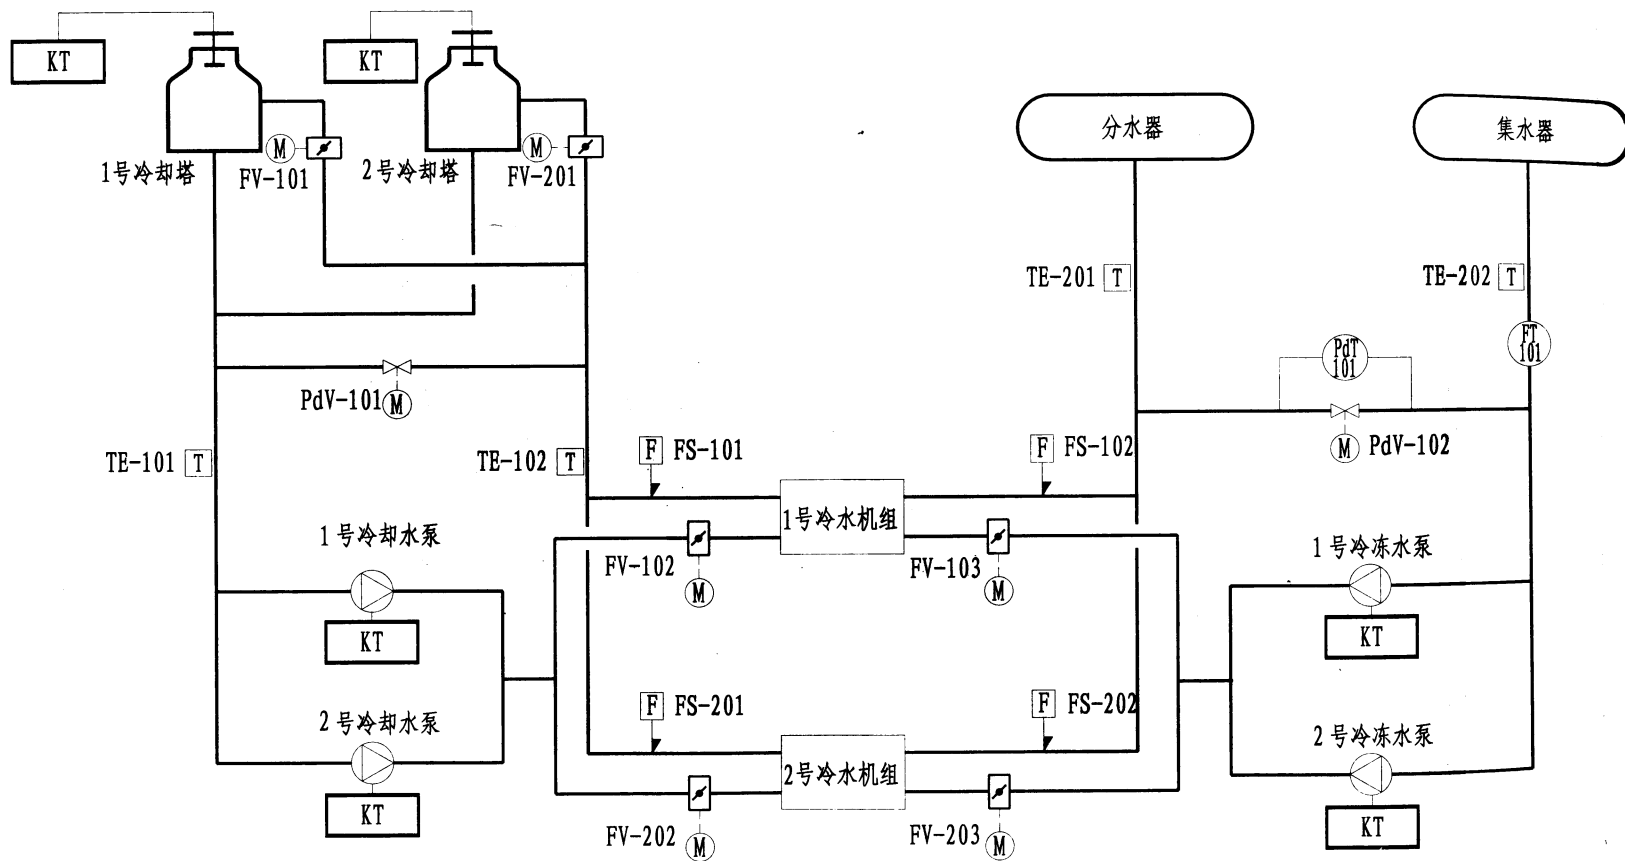 KT
KT
分水器
集水器
M
M
1号冷却塔
FV-101
2号冷却塔
FV-201
TE-201
T
TE-202
T
FT
101
PdT
101
PdV-101
M
M
PdV-102
TE-101
T
TE-102
T
F
FS-101
F
FS-102
1号冷水机组
1号冷却水泵
1号冷冻水泵
FV-102
M
FV-103
M
KT
KT
F
FS-201
F
FS-202
2号冷却水泵
2号冷冻水泵
2号冷水机组
KT
KT
FV-202
M
FV-203
M